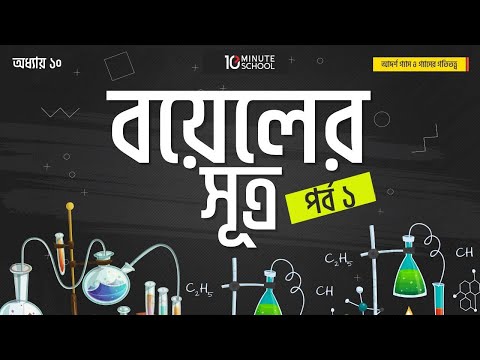 অধ্যায় ১০
10 MINUTE SCHOOL
আদর্শ গ্যাস ও গ্যাসের গতিতত্ত্ব
বয়েলের
সূত্র
পর্ব ১
C₂H₅
CH
C₂H₅
CH